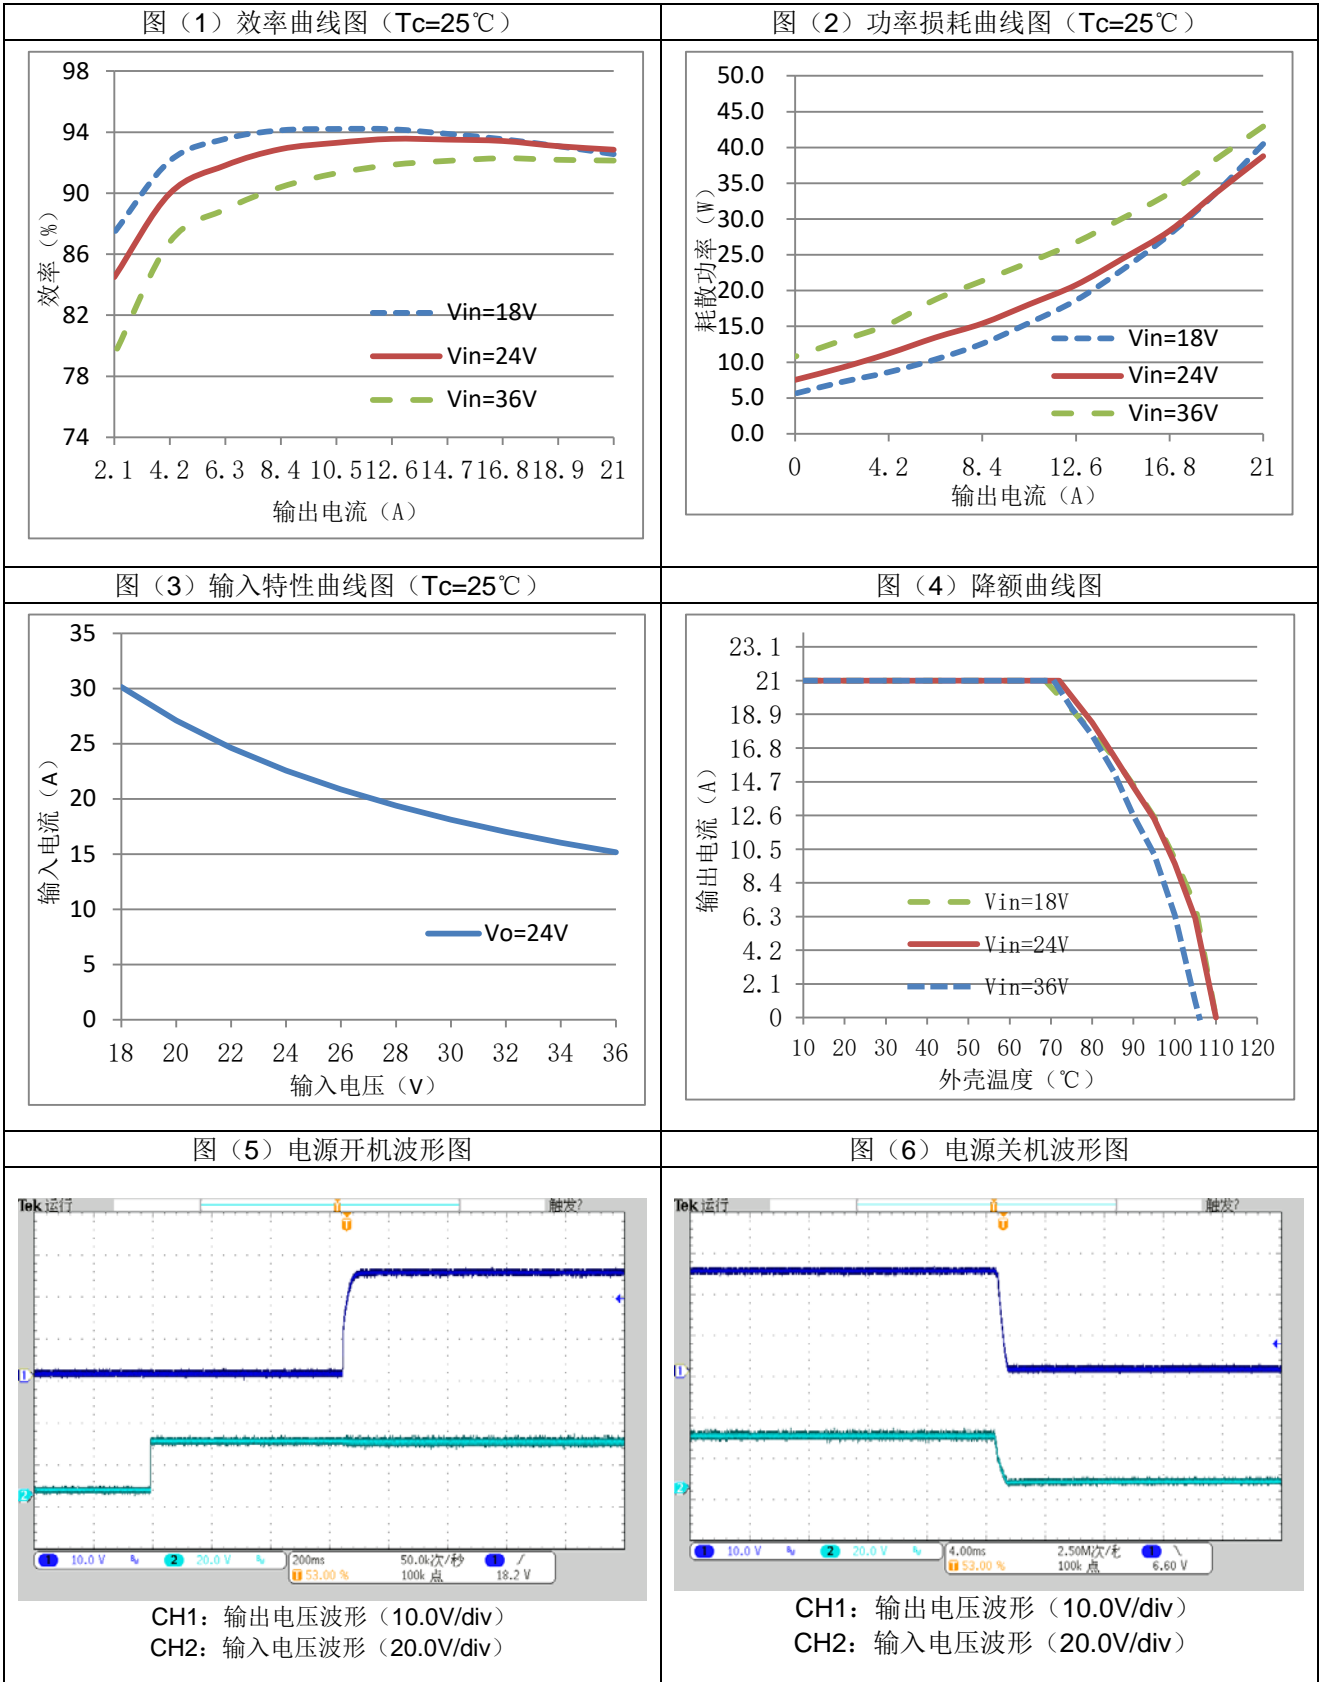 图（1）效率曲线图（Tc=25℃）
98
94
90
86
82
78
74
效率（%）
Vin=18V
Vin=24V
Vin=36V
2.1 4.2 6.3 8.4 10.5 12.6 14.7 16.8 18.9 21
输出电流（A）
图（2）功率损耗曲线图（Tc=25℃）
50.0
45.0
40.0
35.0
30.0
25.0
20.0
15.0
10.0
5.0
0.0
耗散功率（W）
Vin=18V
Vin=24V
Vin=36V
0 4.2 8.4 12.6 16.8 21
输出电流（A）
图（3）输入特性曲线图（Tc=25℃）
35
30
25
20
15
10
5
0
输入电流（A）
Vo=24V
18 20 22 24 26 28 30 32 34 36
输入电压（V）
图（4）降额曲线图
23.1
21
18.9
16.8
14.7
12.6
10.5
8.4
6.3
4.2
2.1
0
输出电流（A）
Vin=18V
Vin=24V
Vin=36V
10 20 30 40 50 60 70 80 90 100 110 120
外壳温度（℃）
图（5）电源开机波形图
Tek 运行
触发?
T
1
2
1 10.0 V
2 20.0 V
200ms
T 53.00 %
50.0k次/秒
100k 点
1
18.2 V
CH1：输出电压波形（10.0V/div）
CH2：输入电压波形（20.0V/div）
图（6）电源关机波形图
Tek 运行
触发?
T
1
2
1 10.0 V
2 20.0 V
4.00ms
T 53.00 %
2.50M次/
100k 点
1
6.60 V
CH1：输出电压波形（10.0V/div）
CH2：输入电压波形（20.0V/div）